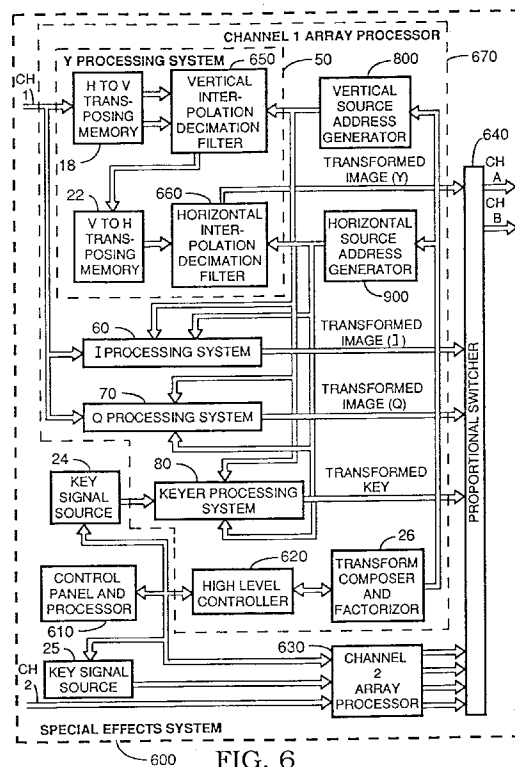 CHANNEL 1 ARRAY PROCESSOR
670
Y PROCESSING SYSTEM
650
50
800
CH
1
H TO V
TRANS-
POSING
MEMORY
18
VERTICAL
INTER-
POLATION
DECIMATION
FILTER
VERTICAL
SOURCE
ADDRESS
GENERATOR
640
22
V TO H
TRANS-
POSING
MEMORY
660
HORIZONTAL
INTER-
POLATION
DECIMATION
FILTER
TRANSFORMED
IMAGE (Y)
HORIZONTAL
SOURCE
ADDRESS
GENERATOR
900
CH
A
CH
B
60
I PROCESSING SYSTEM
TRANSFORMED
IMAGE (I)
70
Q PROCESSING SYSTEM
TRANSFORMED
IMAGE (Q)
PROPORTIONAL SWITCHER
24
KEY
SIGNAL
SOURCE
80
KEYER PROCESSING
SYSTEM
TRANSFORMED
KEY
CONTROL
PANEL AND
PROCESSOR
610
620
HIGH LEVEL
CONTROLLER
26
TRANSFORM
COMPOSER
AND
FACTORIZOR
25
KEY SIGNAL
SOURCE
CH
2
630
CHANNEL
2
ARRAY
PROCESSOR
SPECIAL EFFECTS SYSTEM
600
FIG. 6